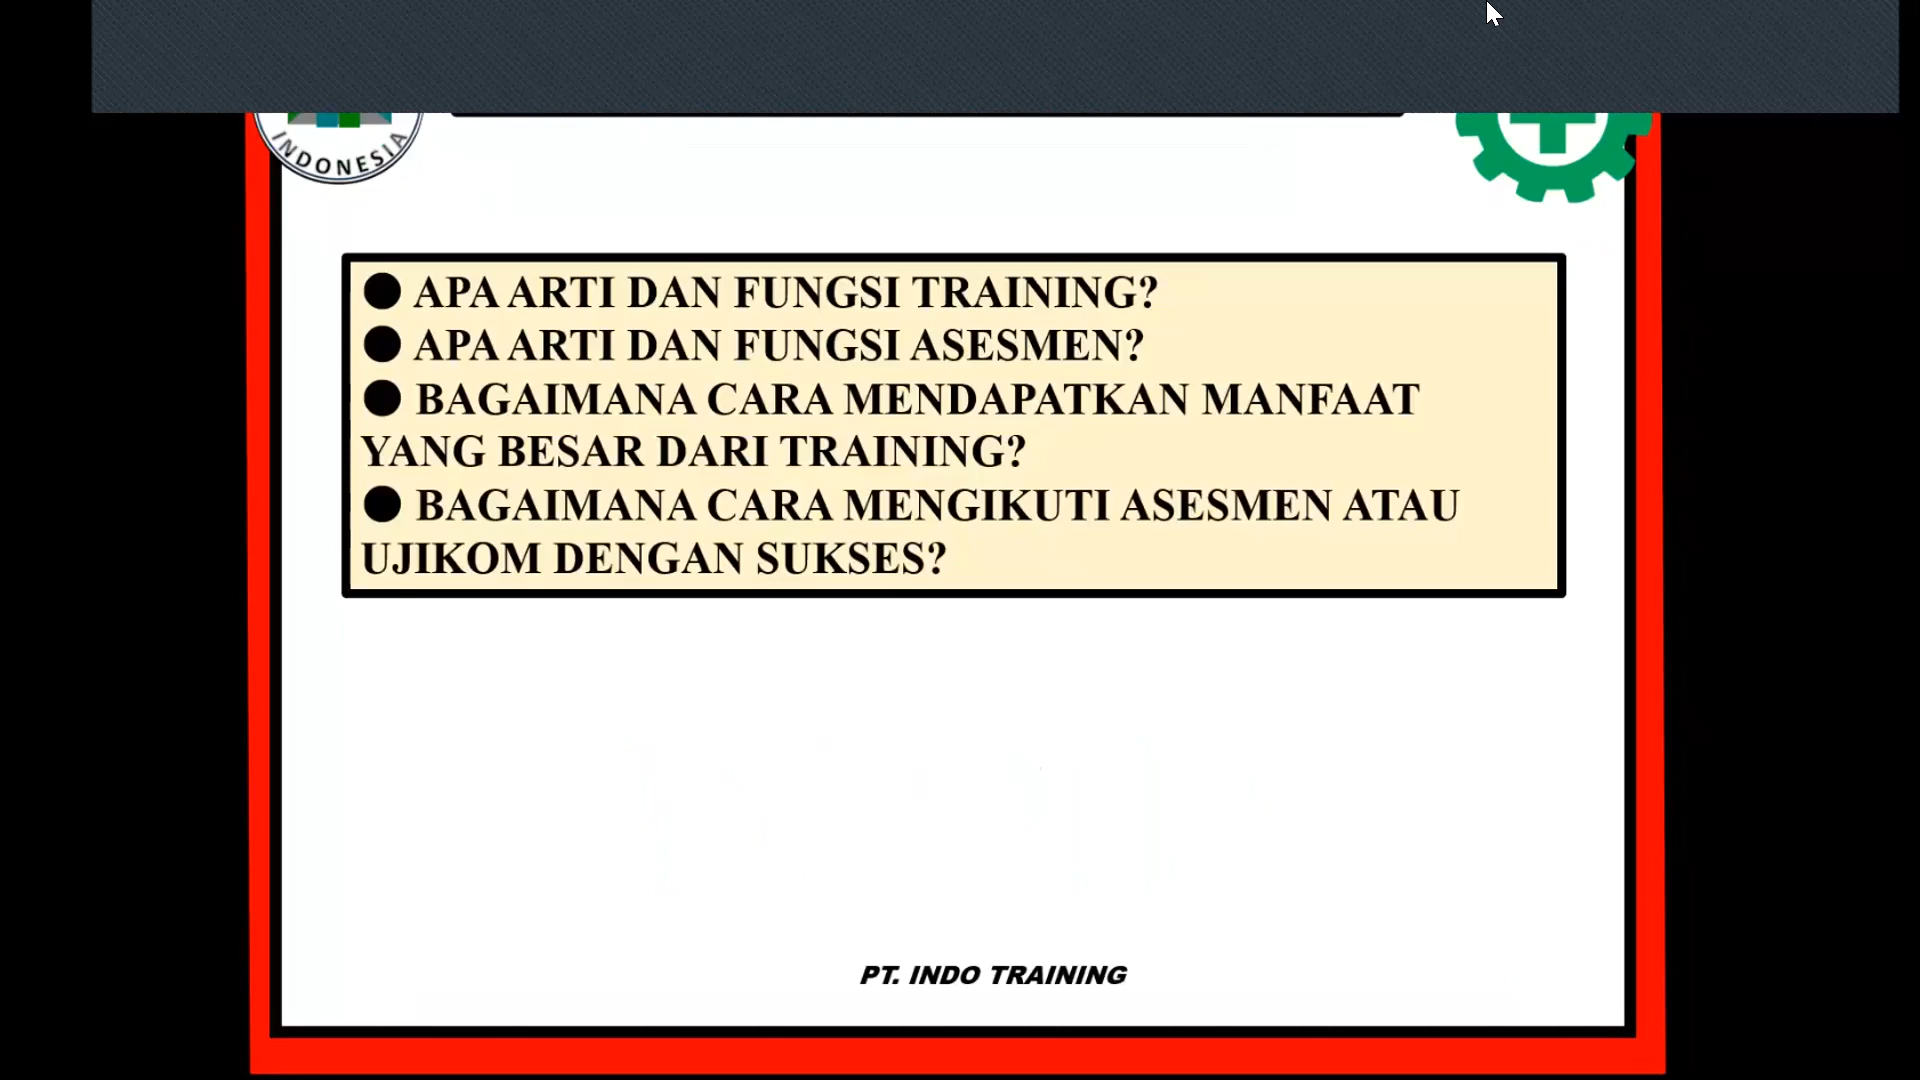 INDONESIA
● APA ARTI DAN FUNGSI TRAINING?
● APA ARTI DAN FUNGSI ASESMEN?
● BAGAIMANA CARA MENDAPATKAN MANFAAT
YANG BESAR DARI TRAINING?
● BAGAIMANA CARA MENGIKUTI ASESMEN ATAU
UJIKOM DENGAN SUKSES?
PT. INDO TRAINING